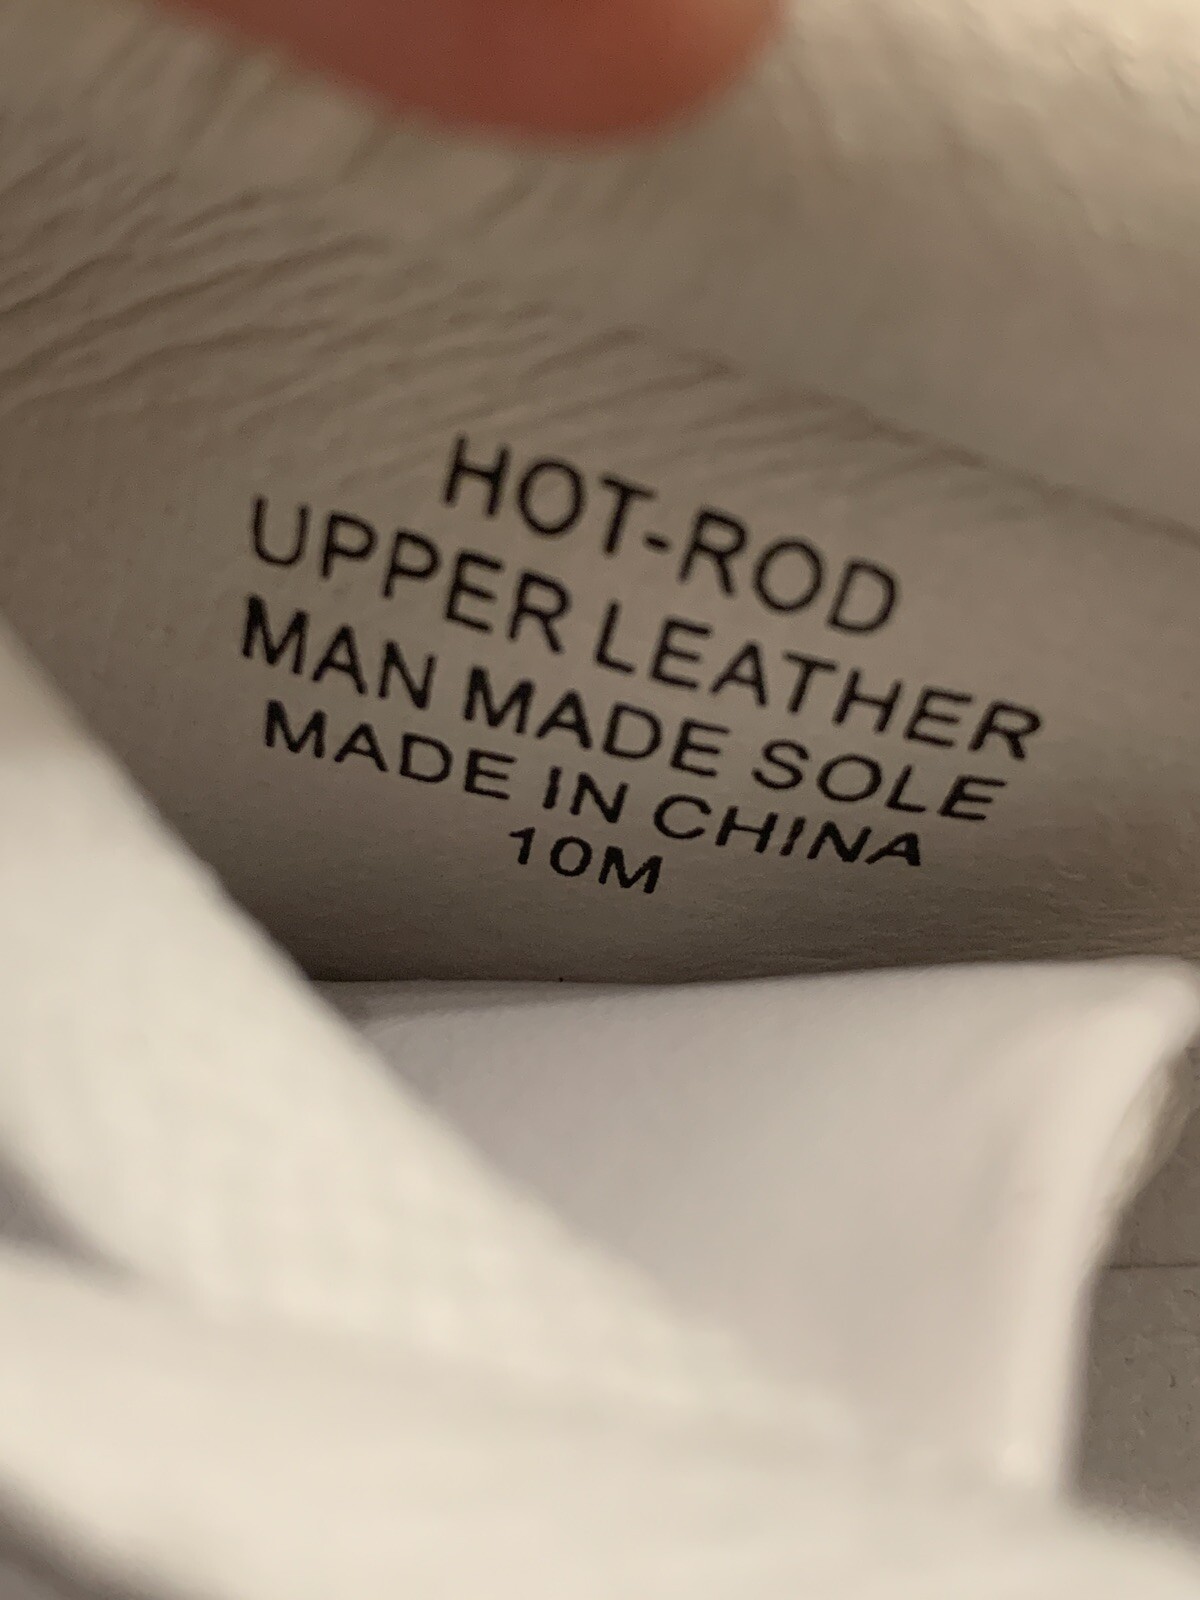 HOT-ROD
UPPER LEATHER
MAN MADE SOLE
MADE IN CHINA
10M